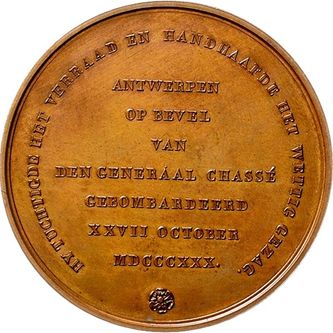 HY TUCHTIGDE HET VERRAAD EN HANDHAAFDE HET WETTIG GEZAG.
ANTWERPEN
OP BEVEL
VAN
DEN GENERAAL CHASSÉ
GEBOMBARDEERD
XXVII OCTOBER
MDCCCXXX.